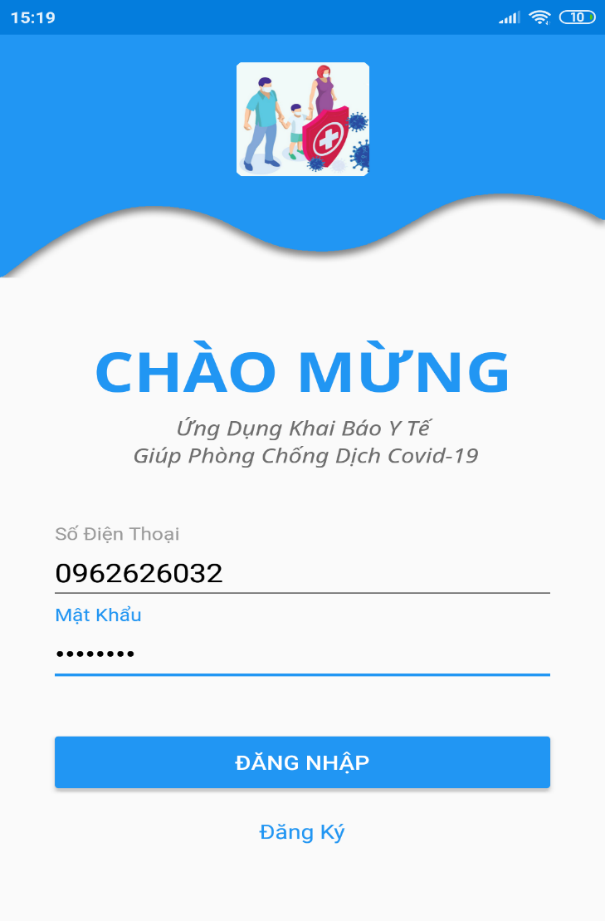 15:19
10
CHÀO MỪNG
Ứng Dụng Khai Báo Y Tế
Giúp Phòng Chống Dịch Covid-19
Số Điện Thoại
0962626032
Mật Khẩu
••••••••
ĐĂNG NHẬP
Đăng Ký